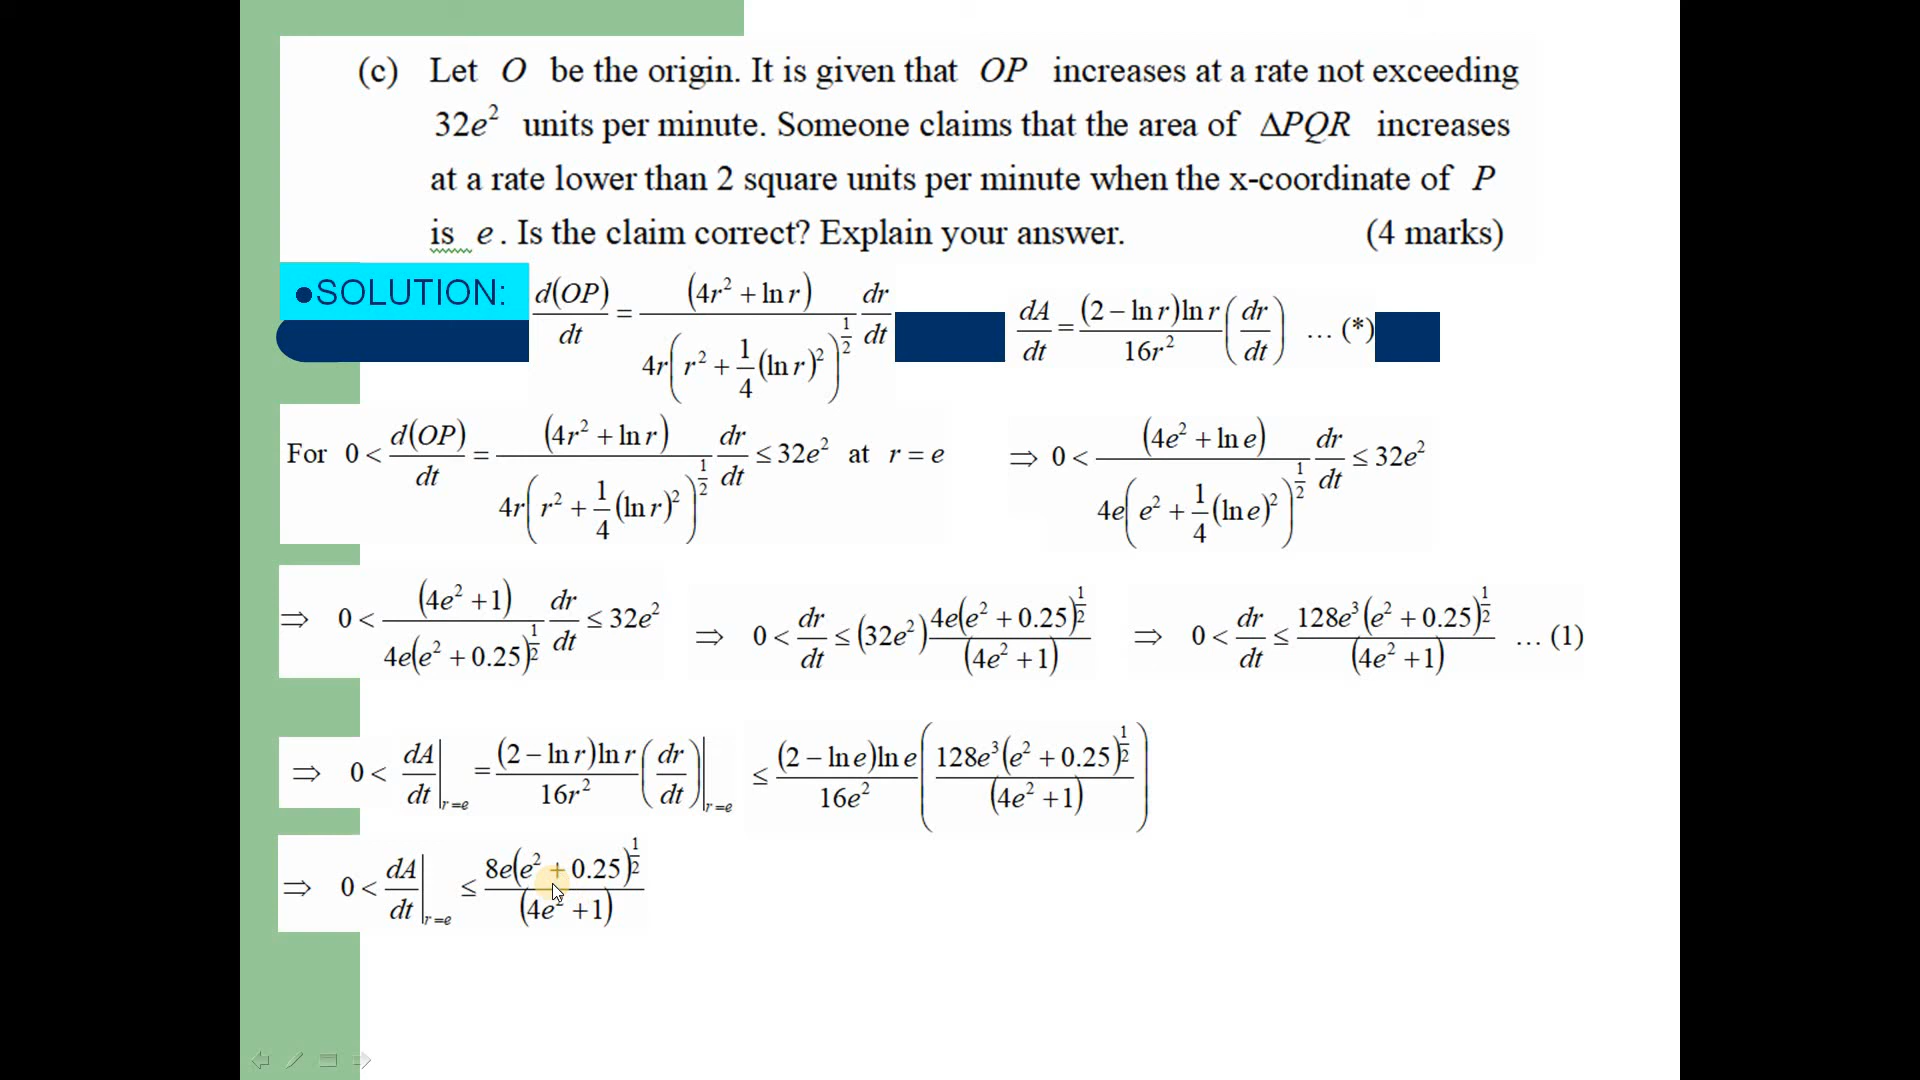 (c) Let O be the origin. It is given that OP increases at a rate not exceeding
32e² units per minute. Someone claims that the area of ΔPQR increases
at a rate lower than 2 square units per minute when the x-coordinate of P
is e. Is the claim correct? Explain your answer. (4 marks)
●SOLUTION: d(OP)/dt = (4r² + ln r)/(4r(r² + 1/4(ln r)²)^(1/2)) dr/dt    dA/dt = (2 − ln r)ln r/(16r²) (dr/dt) … (*)
For 0 < d(OP)/dt = (4r² + ln r)/(4r(r² + 1/4(ln r)²)^(1/2)) dr/dt ≤ 32e² at r = e ⇒ 0 < (4e² + ln e)/(4e(e² + 1/4(ln e)²)^(1/2)) dr/dt ≤ 32e²
⇒ 0 < (4e² + 1)/(4e(e² + 0.25)^(1/2)) dr/dt ≤ 32e² ⇒ 0 < dr/dt ≤ (32e²) 4e(e² + 0.25)^(1/2)/(4e² + 1) ⇒ 0 < dr/dt ≤ 128e³(e² + 0.25)^(1/2)/(4e² + 1) … (1)
⇒ 0 < dA/dt|r=e = (2 − ln r)ln r/(16r²) (dr/dt)|r=e ≤ (2 − ln e)ln e/(16e²) (128e³(e² + 0.25)^(1/2)/(4e² + 1))
⇒ 0 < dA/dt|r=e ≤ 8e(e² + 0.25)^(1/2)/(4e² + 1)